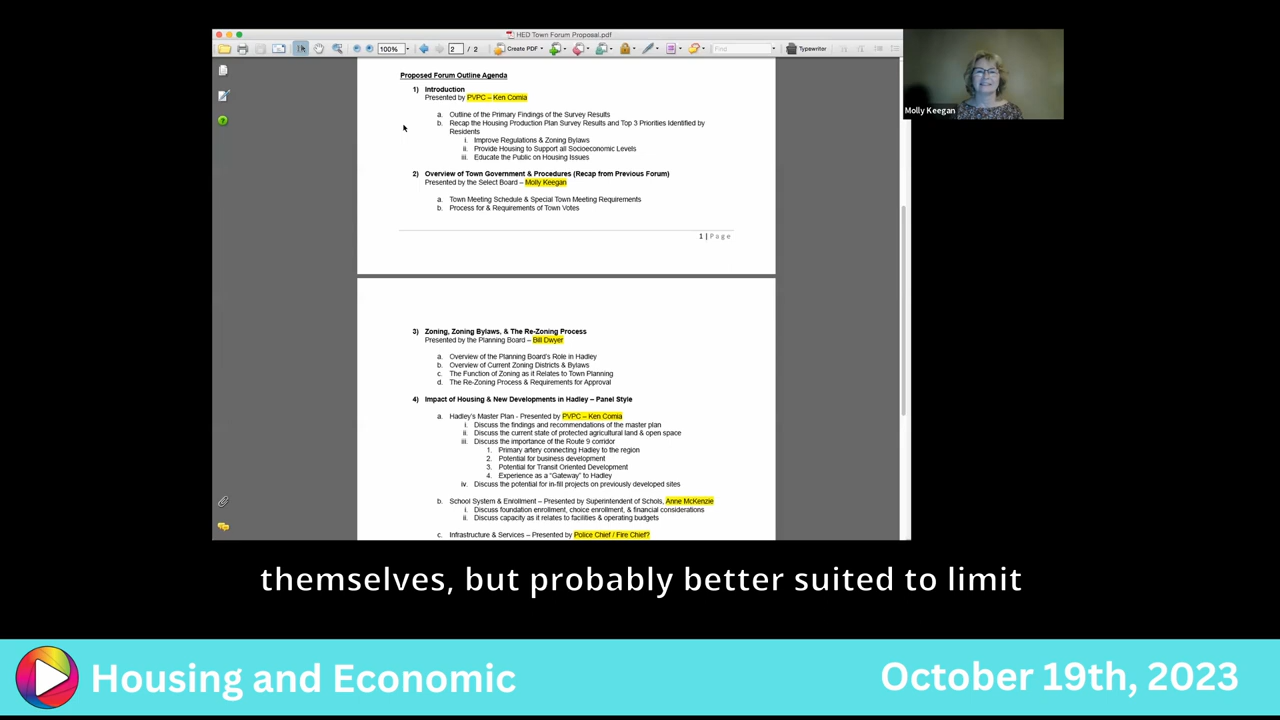 HED Town Forum Proposal.pdf
100%
2 / 2
Create PDF
Find
Typewriter
Molly Keegan
Proposed Forum Outline Agenda
1) Introduction
Presented by PVPC – Ken Comia
a. Outline of the Primary Findings of the Survey Results
b. Recap the Housing Production Plan Survey Results and Top 3 Priorities Identified by
Residents
i. Improve Regulations & Zoning Bylaws
ii. Provide Housing to Support all Socioeconomic Levels
iii. Educate the Public on Housing Issues
2) Overview of Town Government & Procedures (Recap from Previous Forum)
Presented by the Select Board – Molly Keegan
a. Town Meeting Schedule & Special Town Meeting Requirements
b. Process for & Requirements of Town Votes
1 | Page
3) Zoning, Zoning Bylaws, & The Re-Zoning Process
Presented by the Planning Board – Bill Dwyer
a. Overview of the Planning Board's Role in Hadley
b. Overview of Current Zoning Districts & Bylaws
c. The Function of Zoning as it Relates to Town Planning
d. The Re-Zoning Process & Requirements for Approval
4) Impact of Housing & New Developments in Hadley – Panel Style
a. Hadley's Master Plan - Presented by PVPC – Ken Comia
i. Discuss the findings and recommendations of the master plan
ii. Discuss the current state of protected agricultural land & open space
iii. Discuss the importance of the Route 9 corridor
1. Primary artery connecting Hadley to the region
2. Potential for business development
3. Potential for Transit Oriented Development
4. Experience as a "Gateway" to Hadley
iv. Discuss the potential for in-fill projects on previously developed sites
b. School System & Enrollment – Presented by Superintendent of Schols, Anne McKenzie
i. Discuss foundation enrollment, choice enrollment, & financial considerations
ii. Discuss capacity as it relates to facilities & operating budgets
c. Infrastructure & Services – Presented by Police Chief / Fire Chief?
themselves, but probably better suited to limit
Housing and Economic
October 19th, 2023